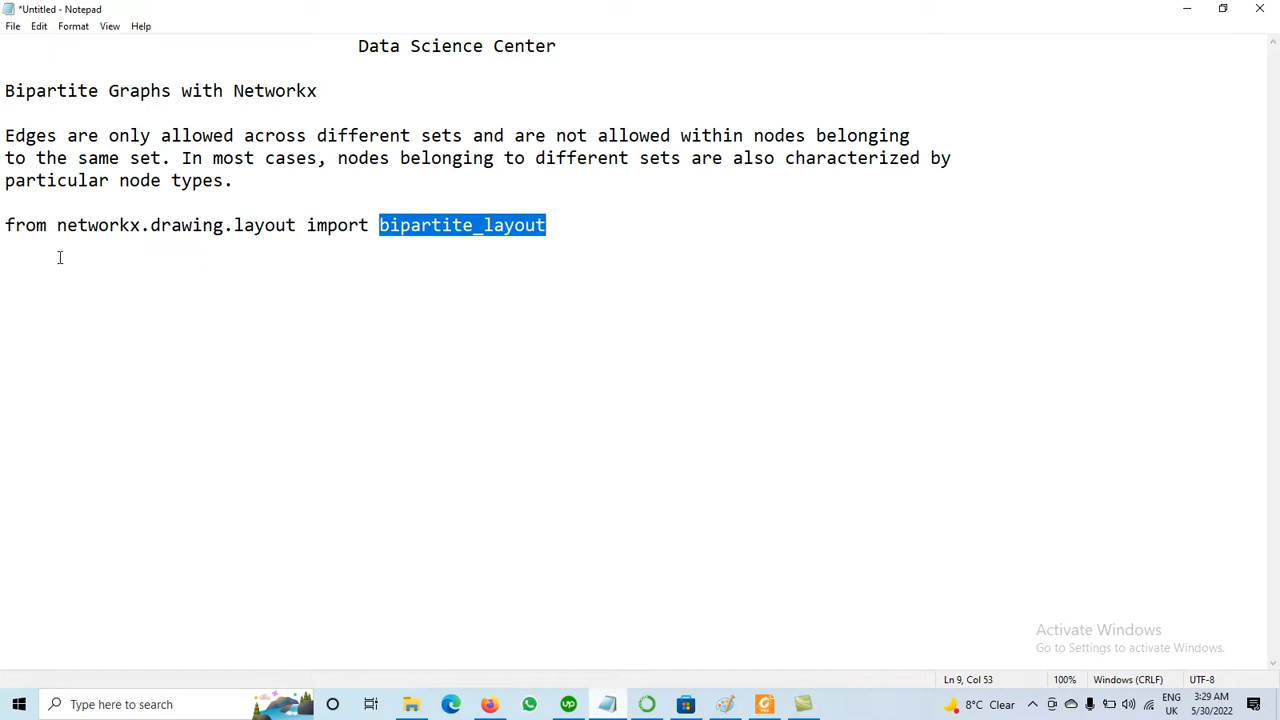 *Untitled - Notepad
File Edit Format View Help
Data Science Center
Bipartite Graphs with Networkx
Edges are only allowed across different sets and are not allowed within nodes belonging
to the same set. In most cases, nodes belonging to different sets are also characterized by
particular node types.
from networkx.drawing.layout import bipartite_layout
Activate Windows
Go to Settings to activate Windows.
Ln 9, Col 53 100% Windows (CRLF) UTF-8
Type here to search
up
8°C Clear
ENG
UK
3:29 AM
5/30/2022